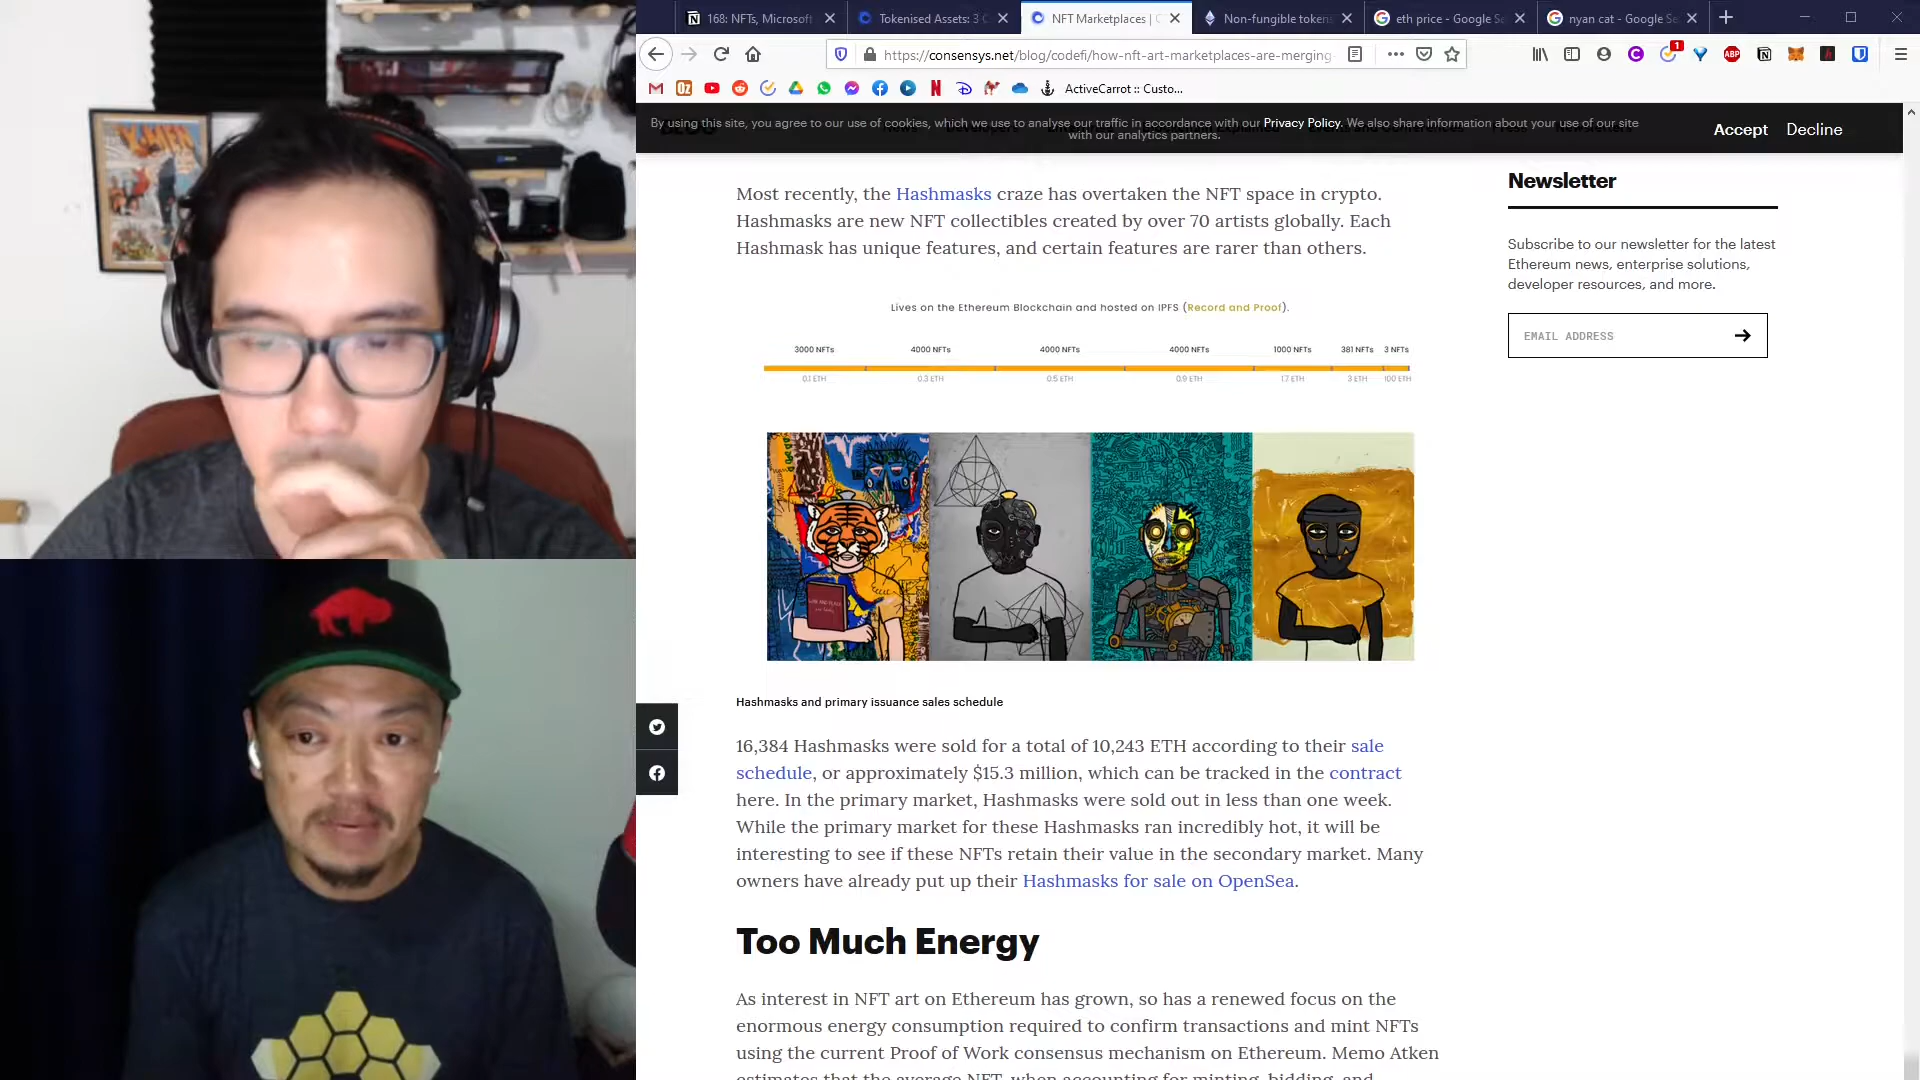 168: NFTs, Microsoft
Tokenised Assets: 3 C
NFT Marketplaces | C
Non-fungible token
eth price - Google Se
nyan cat - Google Se
https://consensys.net/blog/codefi/how-nft-art-marketplaces-are-merging-
1
ABP
ActiveCarrot :: Custo...
By using this site, you agree to our use of cookies, which we use to analyse our traffic in accordance with our Privacy Policy. We also share information about your use of our site
with our analytics partners.
Accept
Decline
Most recently, the Hashmasks craze has overtaken the NFT space in crypto.
Hashmasks are new NFT collectibles created by over 70 artists globally. Each
Hashmask has unique features, and certain features are rarer than others.
Lives on the Ethereum Blockchain and hosted on IPFS (Record and Proof).
3000 NFTs 4000 NFTs 4000 NFTs 4000 NFTs 1000 NFTs 381 NFTs 3 NFTs
0.1 ETH 0.3 ETH 0.5 ETH 0.9 ETH 1.7 ETH 3 ETH 100 ETH
Hashmasks and primary issuance sales schedule
16,384 Hashmasks were sold for a total of 10,243 ETH according to their sale
schedule, or approximately $15.3 million, which can be tracked in the contract
here. In the primary market, Hashmasks were sold out in less than one week.
While the primary market for these Hashmasks ran incredibly hot, it will be
interesting to see if these NFTs retain their value in the secondary market. Many
owners have already put up their Hashmasks for sale on OpenSea.
Too Much Energy
As interest in NFT art on Ethereum has grown, so has a renewed focus on the
enormous energy consumption required to confirm transactions and mint NFTs
using the current Proof of Work consensus mechanism on Ethereum. Memo Atken
estimates that the average NFT, when accounting for minting, bidding, and
Newsletter
Subscribe to our newsletter for the latest
Ethereum news, enterprise solutions,
developer resources, and more.
EMAIL ADDRESS
X-MEN